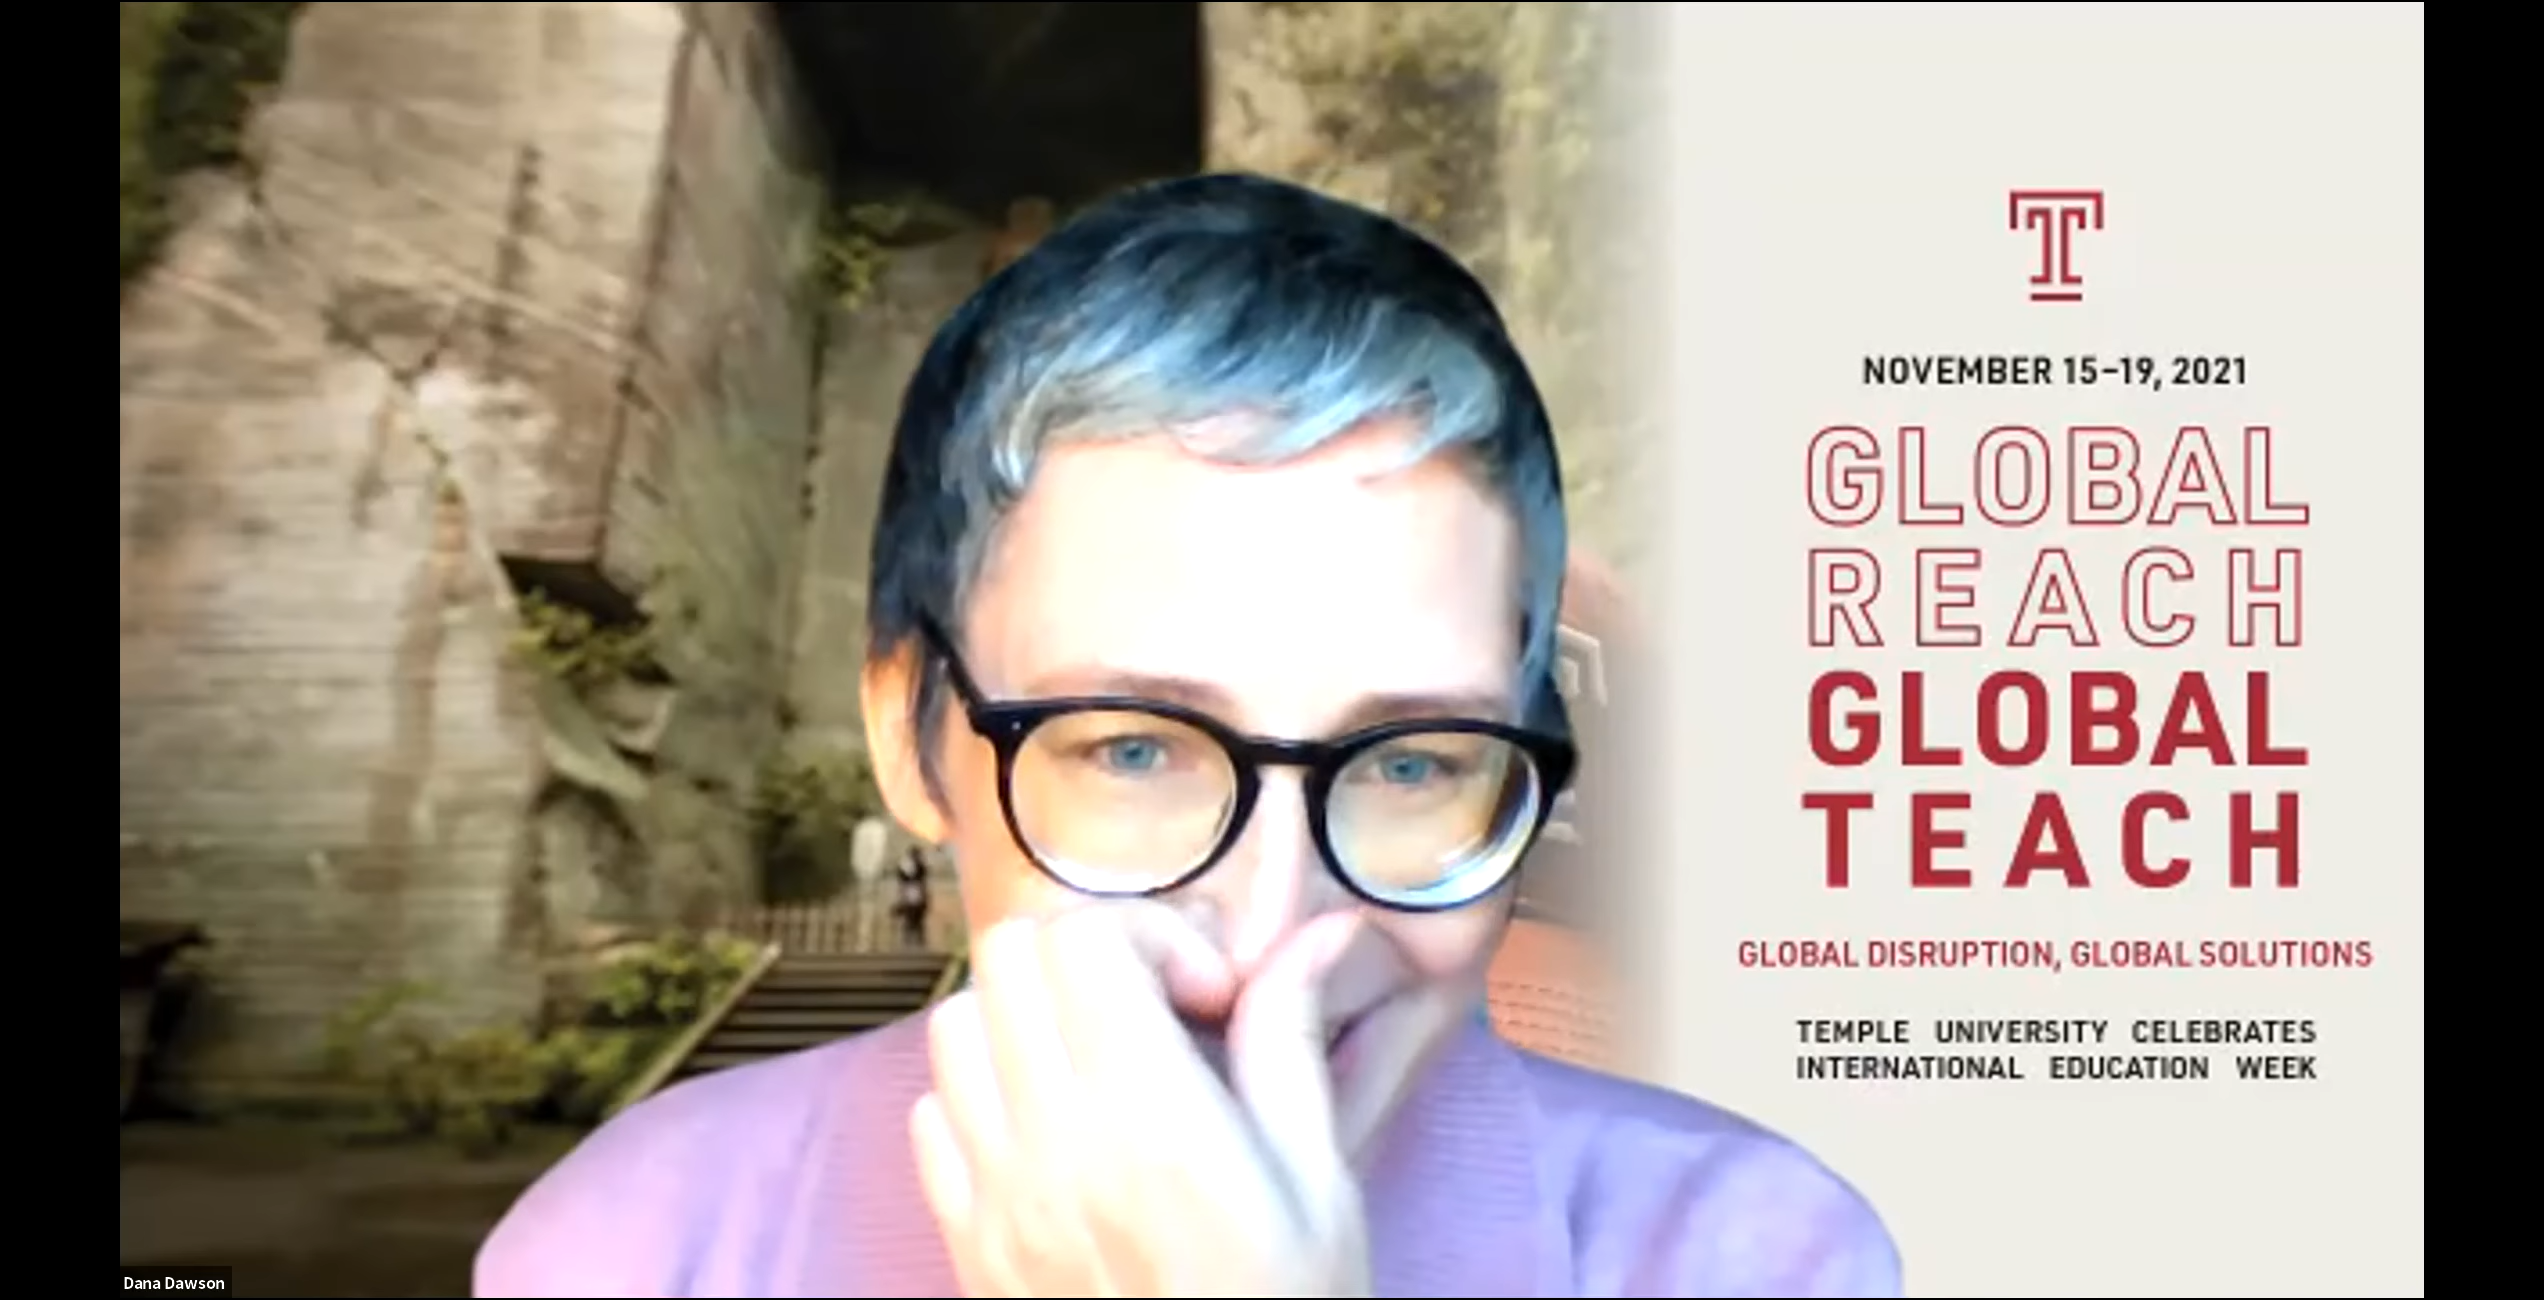 T
NOVEMBER 15–19, 2021
GLOBAL
REACH
GLOBAL
TEACH
GLOBAL DISRUPTION, GLOBAL SOLUTIONS
TEMPLE UNIVERSITY CELEBRATES
INTERNATIONAL EDUCATION WEEK
Dana Dawson